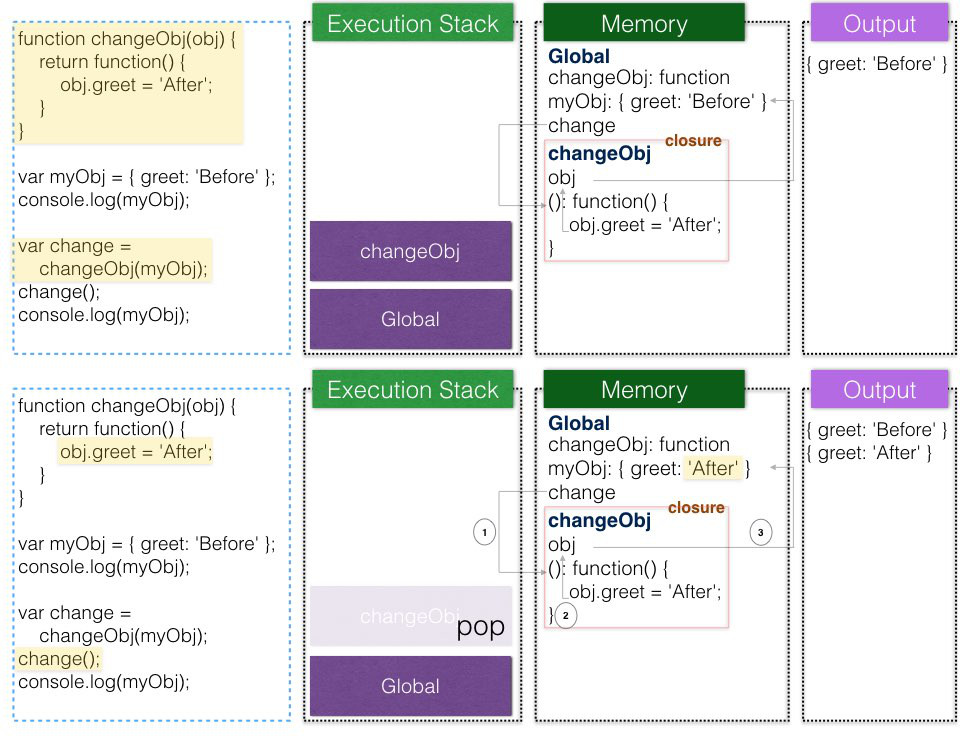 function changeObj(obj) {
return function() {
obj.greet = 'After';
}
}
var myObj = { greet: 'Before' };
console.log(myObj);
var change =
changeObj(myObj);
change();
console.log(myObj);
Execution Stack
changeObj
Global
Memory
Global
changeObj: function
myObj: { greet: 'Before' }
change
closure
changeObj
obj
(): function() {
obj.greet = 'After';
}
Output
{ greet: 'Before' }
function changeObj(obj) {
return function() {
obj.greet = 'After';
}
}
var myObj = { greet: 'Before' };
console.log(myObj);
var change =
changeObj(myObj);
change();
console.log(myObj);
Execution Stack
changeObj
pop
Global
Memory
Global
changeObj: function
myObj: { greet: 'After' }
change
closure
1
changeObj
3
obj
(): function() {
obj.greet = 'After';
} 2
Output
{ greet: 'Before' }
{ greet: 'After' }